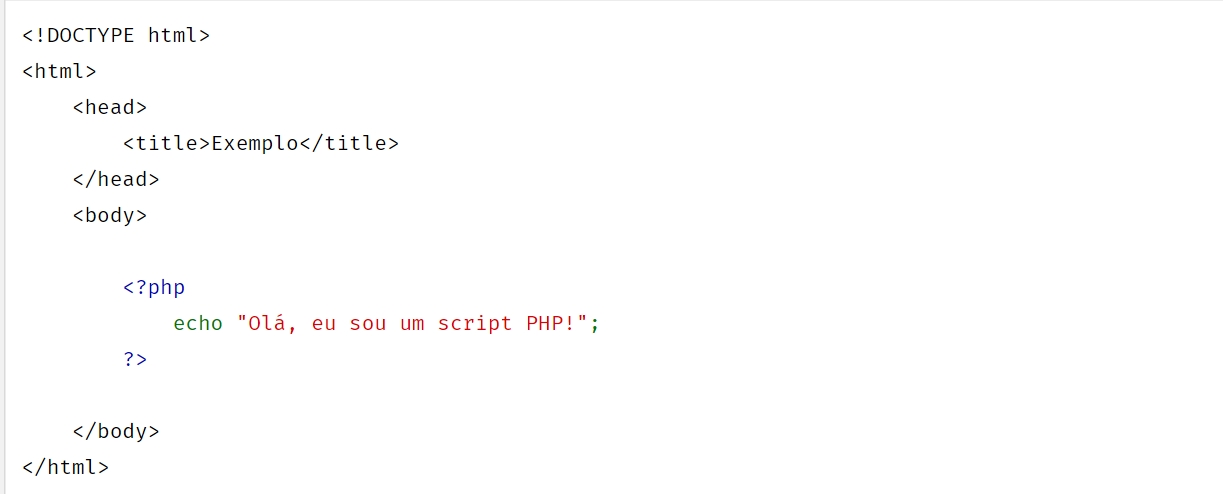 <!DOCTYPE html>
<html>
    <head>
        <title>Exemplo</title>
    </head>
    <body>

        <?php
            echo "Olá, eu sou um script PHP!";
        ?>

    </body>
</html>